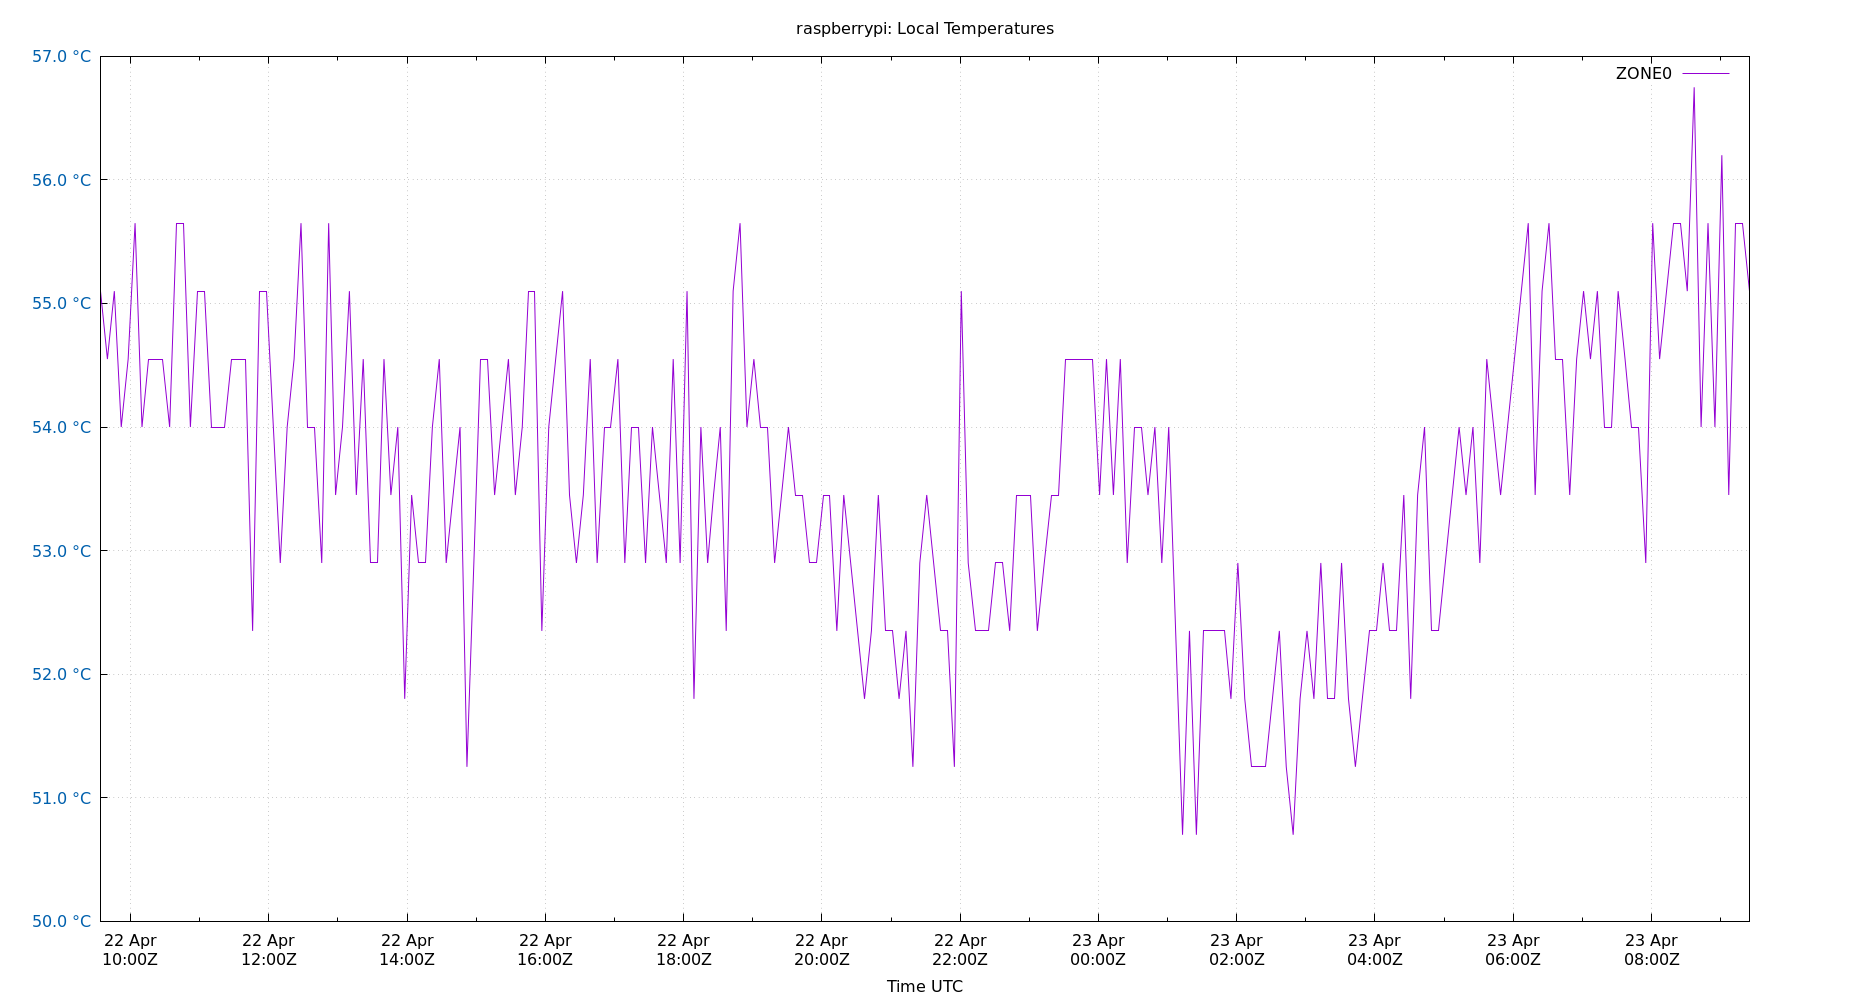 raspberrypi: Local Temperatures
ZONE0
57.0 °C
56.0 °C
55.0 °C
54.0 °C
53.0 °C
52.0 °C
51.0 °C
50.0 °C
22 Apr 22 Apr 22 Apr 22 Apr 22 Apr 22 Apr 22 Apr 23 Apr 23 Apr 23 Apr 23 Apr 23 Apr
10:00Z 12:00Z 14:00Z 16:00Z 18:00Z 20:00Z 22:00Z 00:00Z 02:00Z 04:00Z 06:00Z 08:00Z
Time UTC